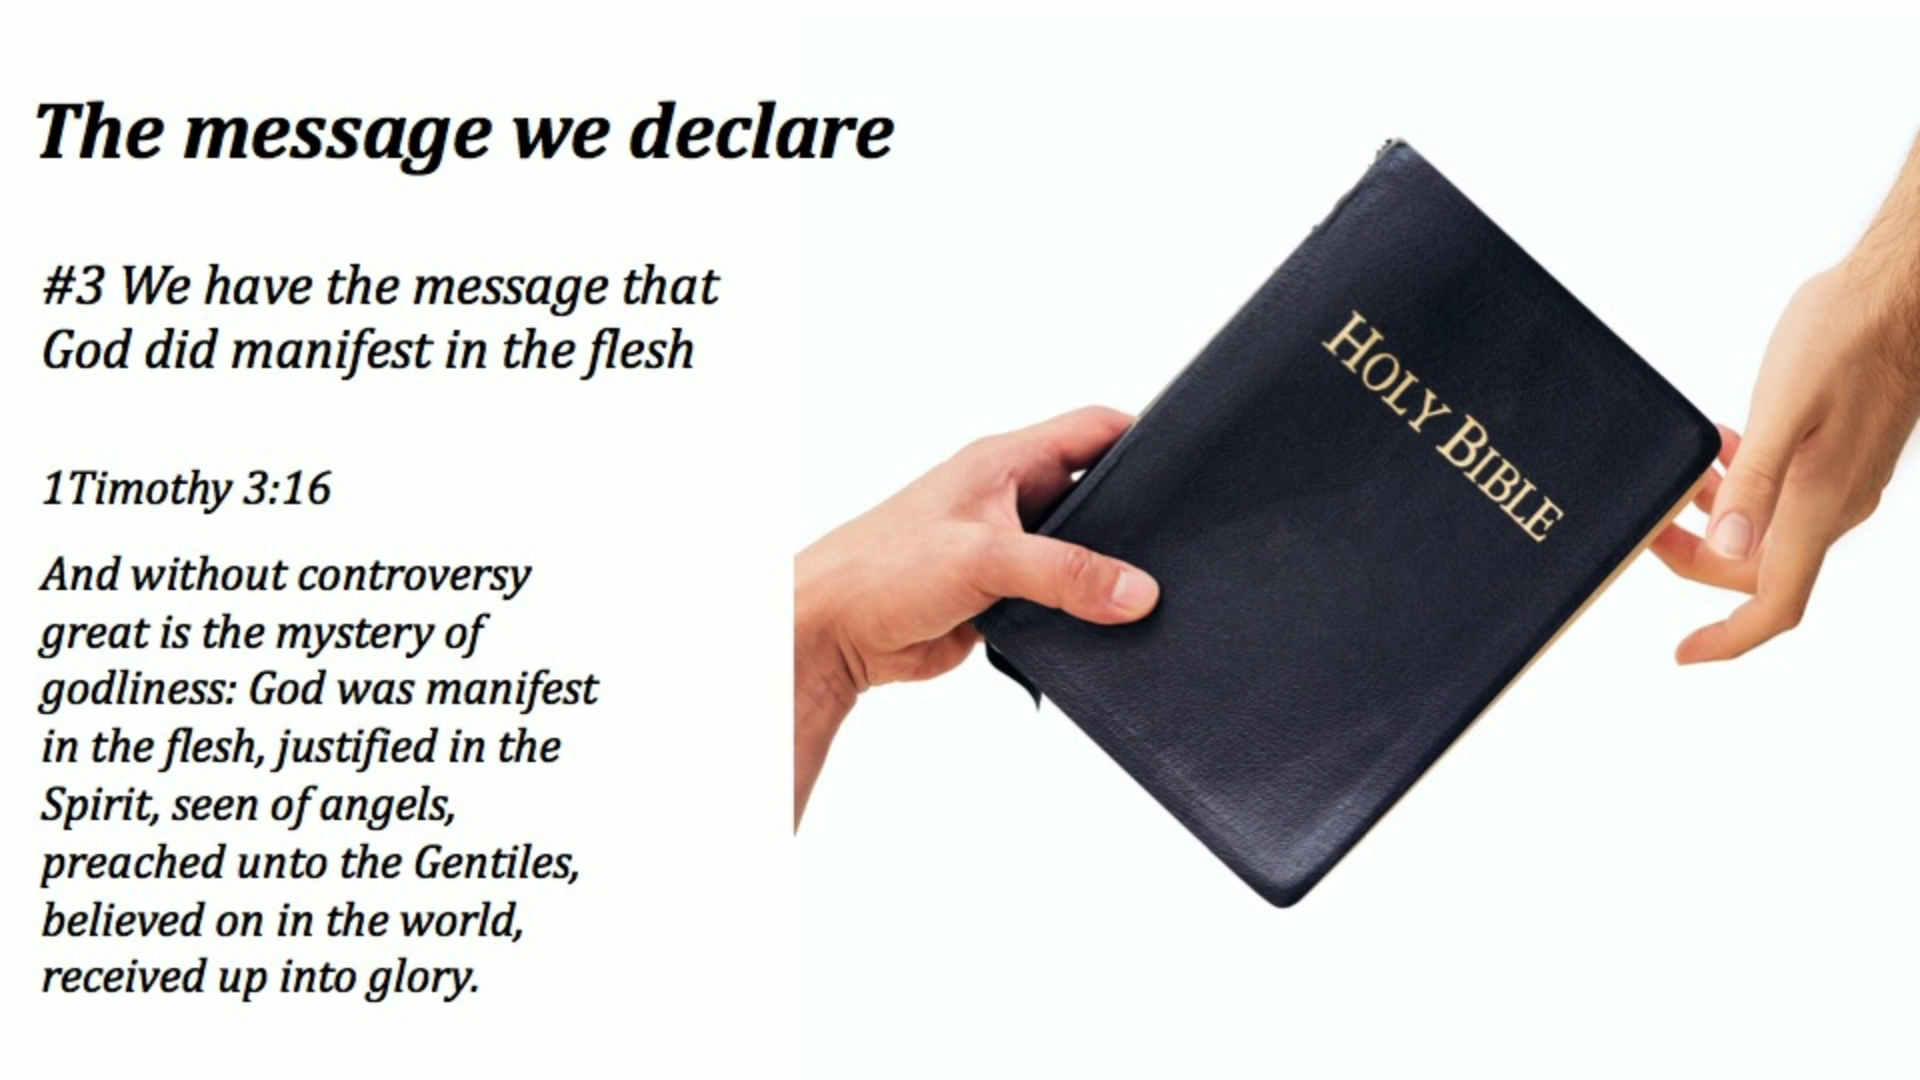 The message we declare
#3 We have the message that
God did manifest in the flesh
1Timothy 3:16
And without controversy
great is the mystery of
godliness: God was manifest
in the flesh, justified in the
Spirit, seen of angels,
preached unto the Gentiles,
believed on in the world,
received up into glory.
HOLY BIBLE